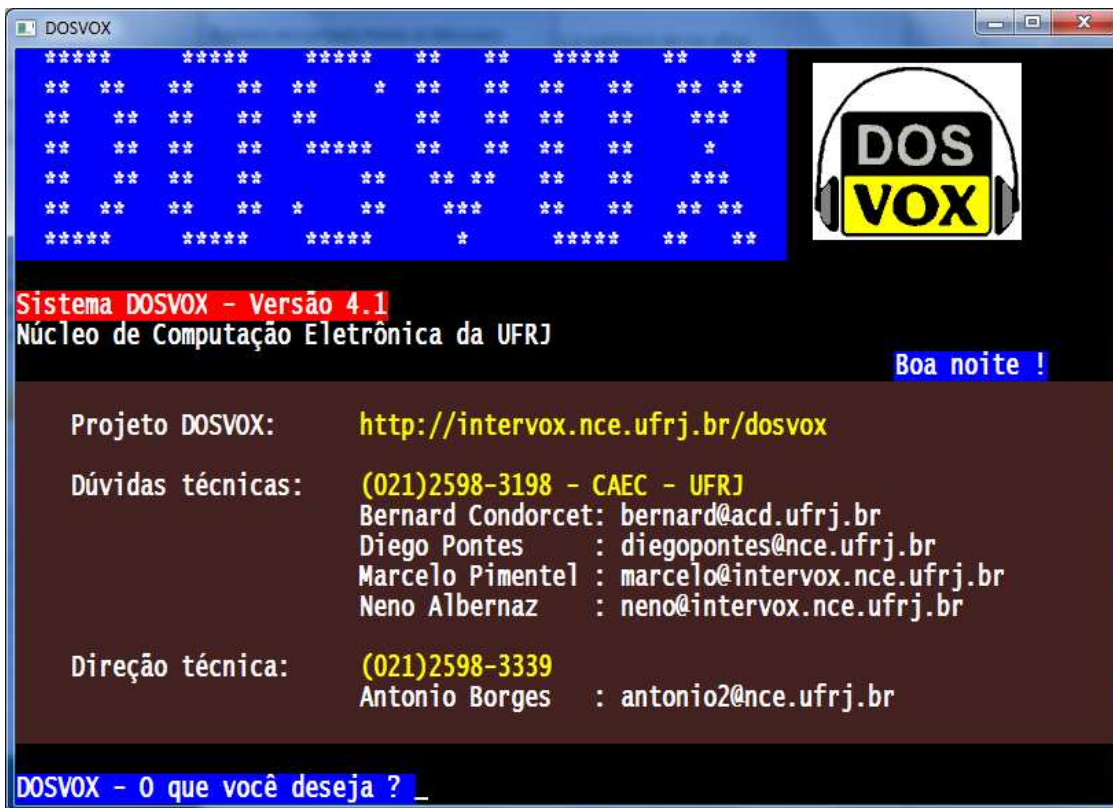 DOSVOX
DOSVOX
DOS
VOX
Sistema DOSVOX - Versão 4.1
Núcleo de Computação Eletrônica da UFRJ
Boa noite !
Projeto DOSVOX: http://intervox.nce.ufrj.br/dosvox
Dúvidas técnicas: (021)2598-3198 - CAEC - UFRJ
Bernard Condorcet: bernard@acd.ufrj.br
Diego Pontes : diegopontes@nce.ufrj.br
Marcelo Pimentel : marcelo@intervox.nce.ufrj.br
Neno Albernaz : neno@intervox.nce.ufrj.br
Direção técnica: (021)2598-3339
Antonio Borges : antonio2@nce.ufrj.br
DOSVOX - O que você deseja ? _